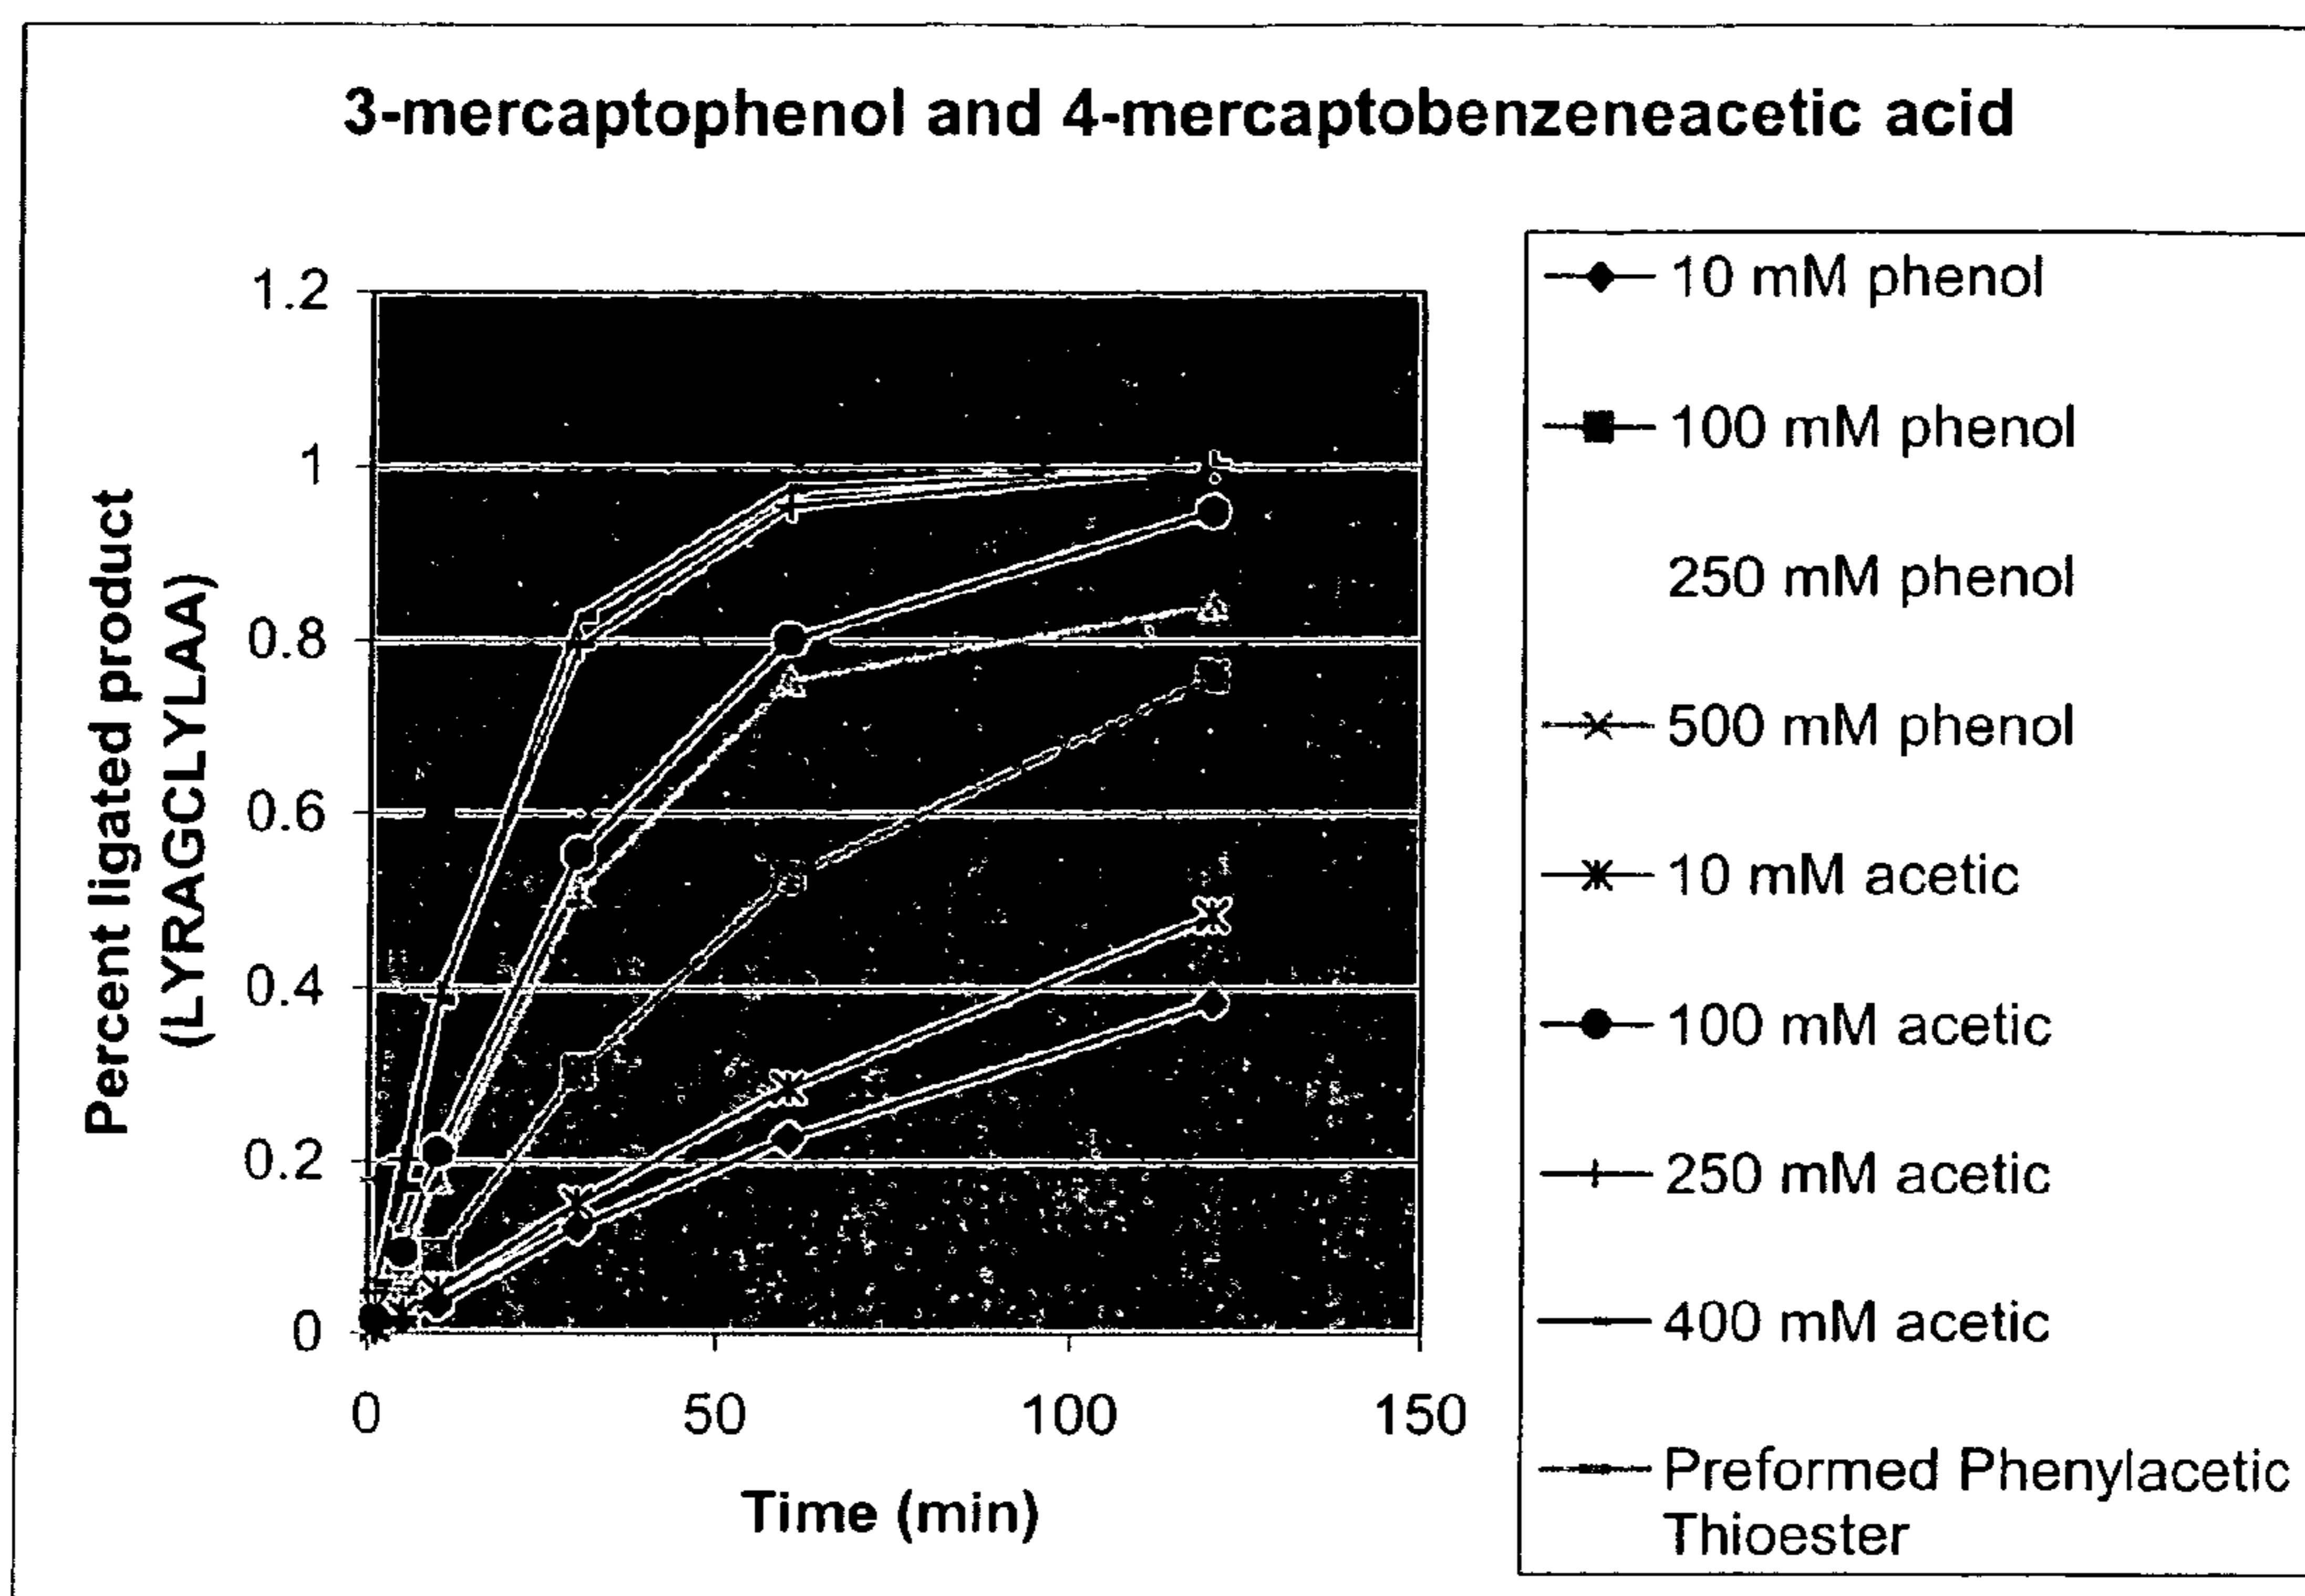 3-mercaptophenol and 4-mercaptobenzeneacetic acid
Percent ligated product
(LYRAGCLYLAA)
1.2
1
0.8
0.6
0.4
0.2
0
0
50
100
150
Time (min)
10 mM phenol
100 mM phenol
250 mM phenol
500 mM phenol
10 mM acetic
100 mM acetic
250 mM acetic
400 mM acetic
Preformed Phenylacetic
Thioester